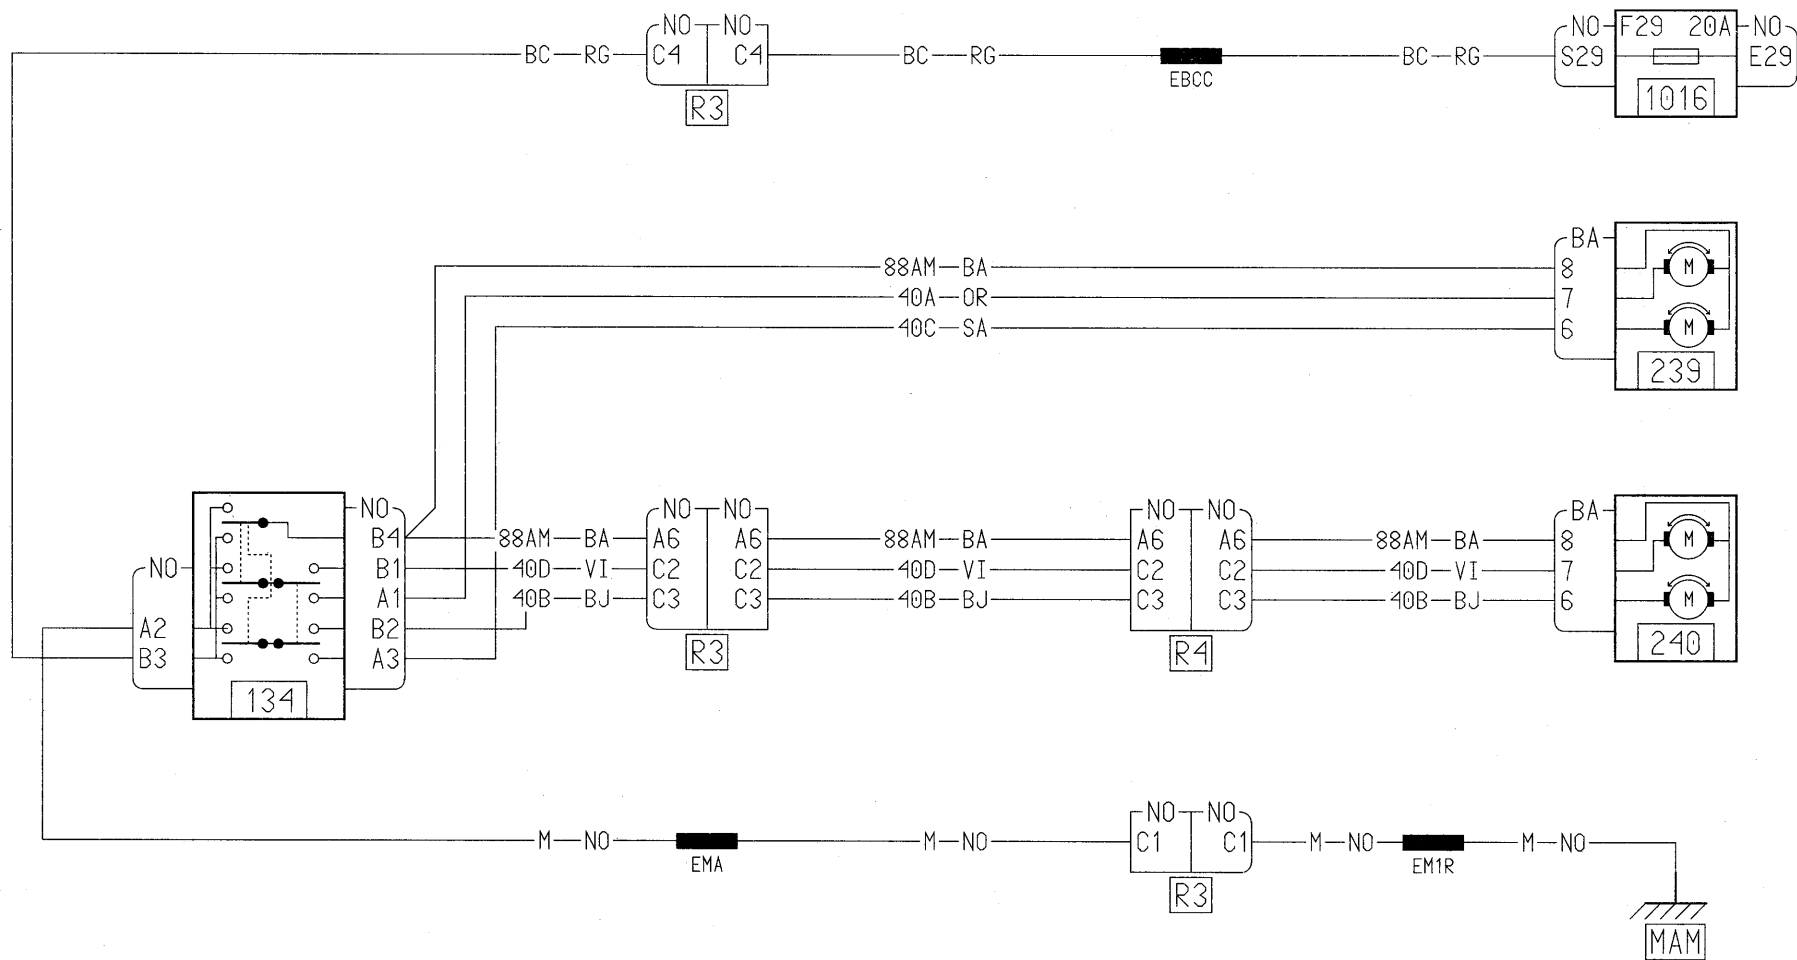 NO NO NO F29 20A NO
BC RG C4 C4 BC RG BC RG S29 E29
EBCC
R3 1016
BA
88AM BA 8 M
40A OR 7
40C SA 6 M
239
NO NO NO NO NO BA
B4 88AM BA A6 A6 88AM BA A6 A6 88AM BA 8 M
NO B1 40D VI C2 C2 40D VI C2 C2 40D VI 7
A1 40B BJ C3 C3 40B BJ C3 C3 40B BJ 6 M
A2 B2
B3 A3 R3 R4 240
134
NO NO
M NO M NO C1 C1 M NO M NO
EMA EM1R
R3
MAM